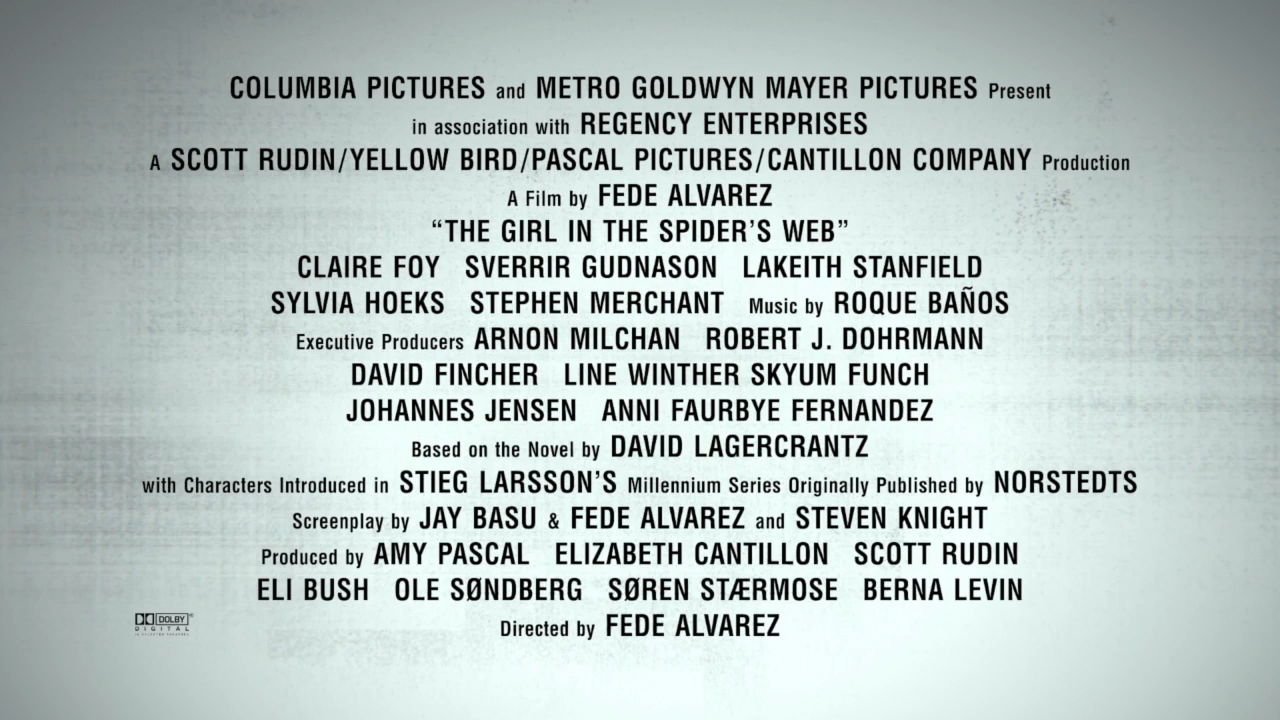 COLUMBIA PICTURES and METRO GOLDWYN MAYER PICTURES Present
in association with REGENCY ENTERPRISES
A SCOTT RUDIN/YELLOW BIRD/PASCAL PICTURES/CANTILLON COMPANY Production
A Film by FEDE ALVAREZ
“THE GIRL IN THE SPIDER’S WEB”
CLAIRE FOY SVERRIR GUDNASON LAKEITH STANFIELD
SYLVIA HOEKS STEPHEN MERCHANT Music by ROQUE BAÑOS
Executive Producers ARNON MILCHAN ROBERT J. DOHRMANN
DAVID FINCHER LINE WINTHER SKYUM FUNCH
JOHANNES JENSEN ANNI FAURBYE FERNANDEZ
Based on the Novel by DAVID LAGERCRANTZ
with Characters Introduced in STIEG LARSSON’S Millennium Series Originally Published by NORSTEDTS
Screenplay by JAY BASU & FEDE ALVAREZ and STEVEN KNIGHT
Produced by AMY PASCAL ELIZABETH CANTILLON SCOTT RUDIN
ELI BUSH OLE SØNDBERG SØREN STÆRMOSE BERNA LEVIN
Directed by FEDE ALVAREZ
DOLBY
DIGITAL